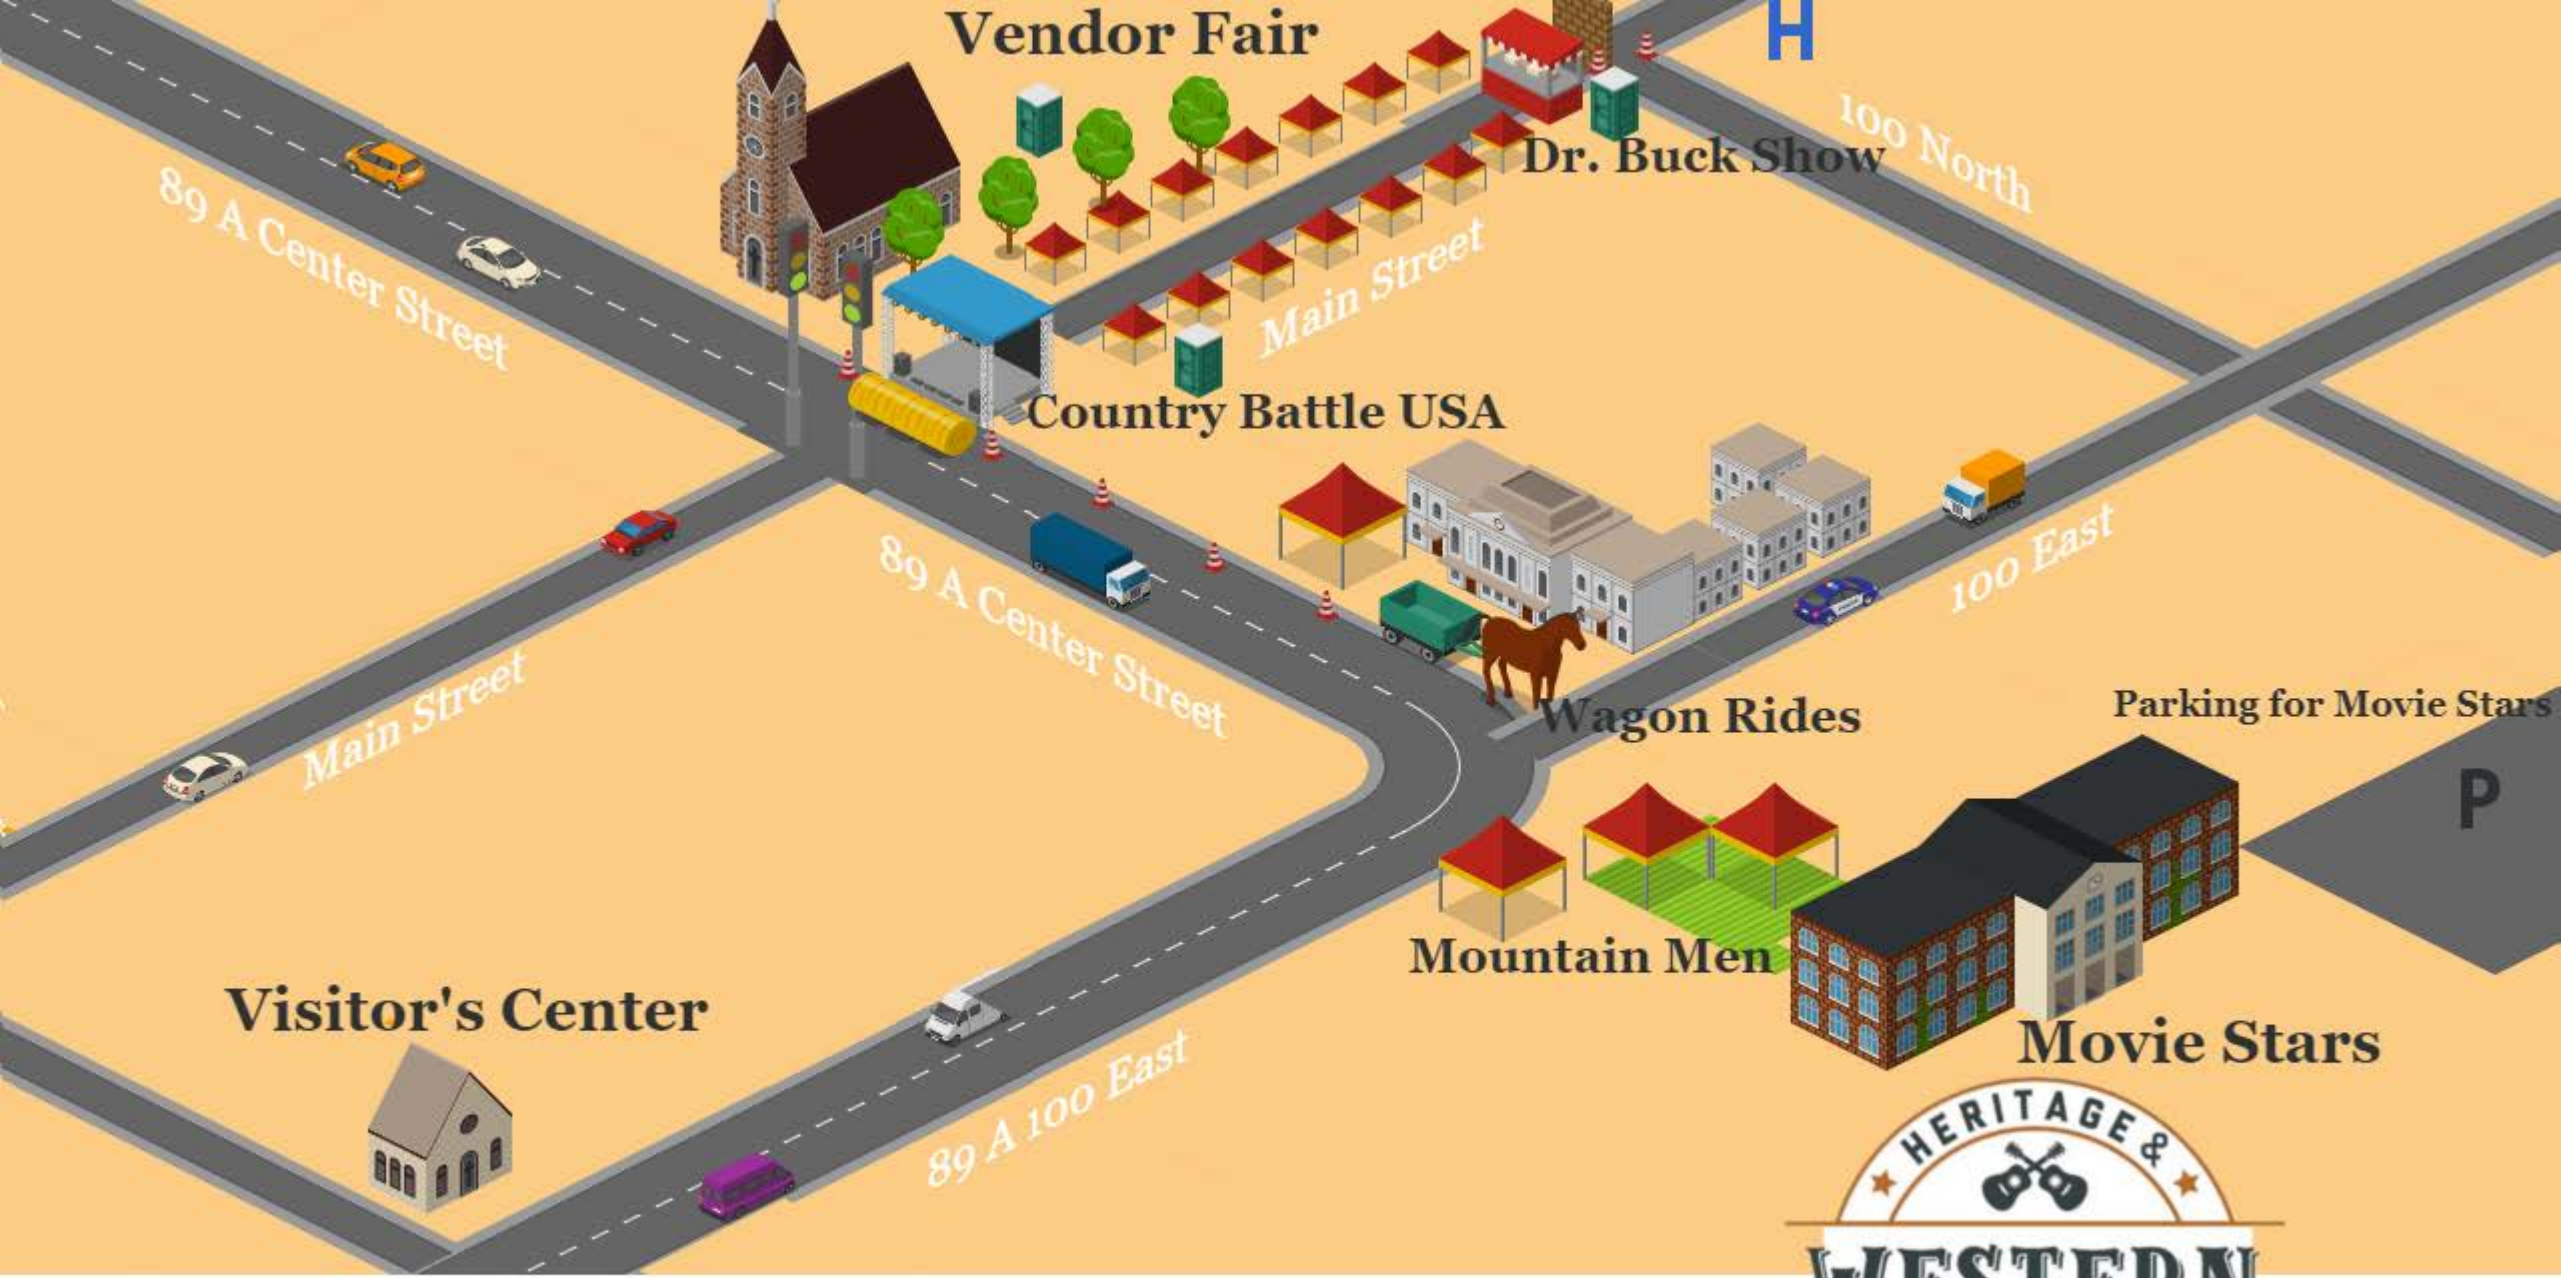 Vendor Fair
H
100 North
Dr. Buck Show
89 A Center Street
Main Street
Country Battle USA
89 A Center Street
100 East
Main Street
Wagon Rides
Parking for Movie Stars
P
Mountain Men
Visitor's Center
Movie Stars
89 A 100 East
HERITAGE &
WESTERN